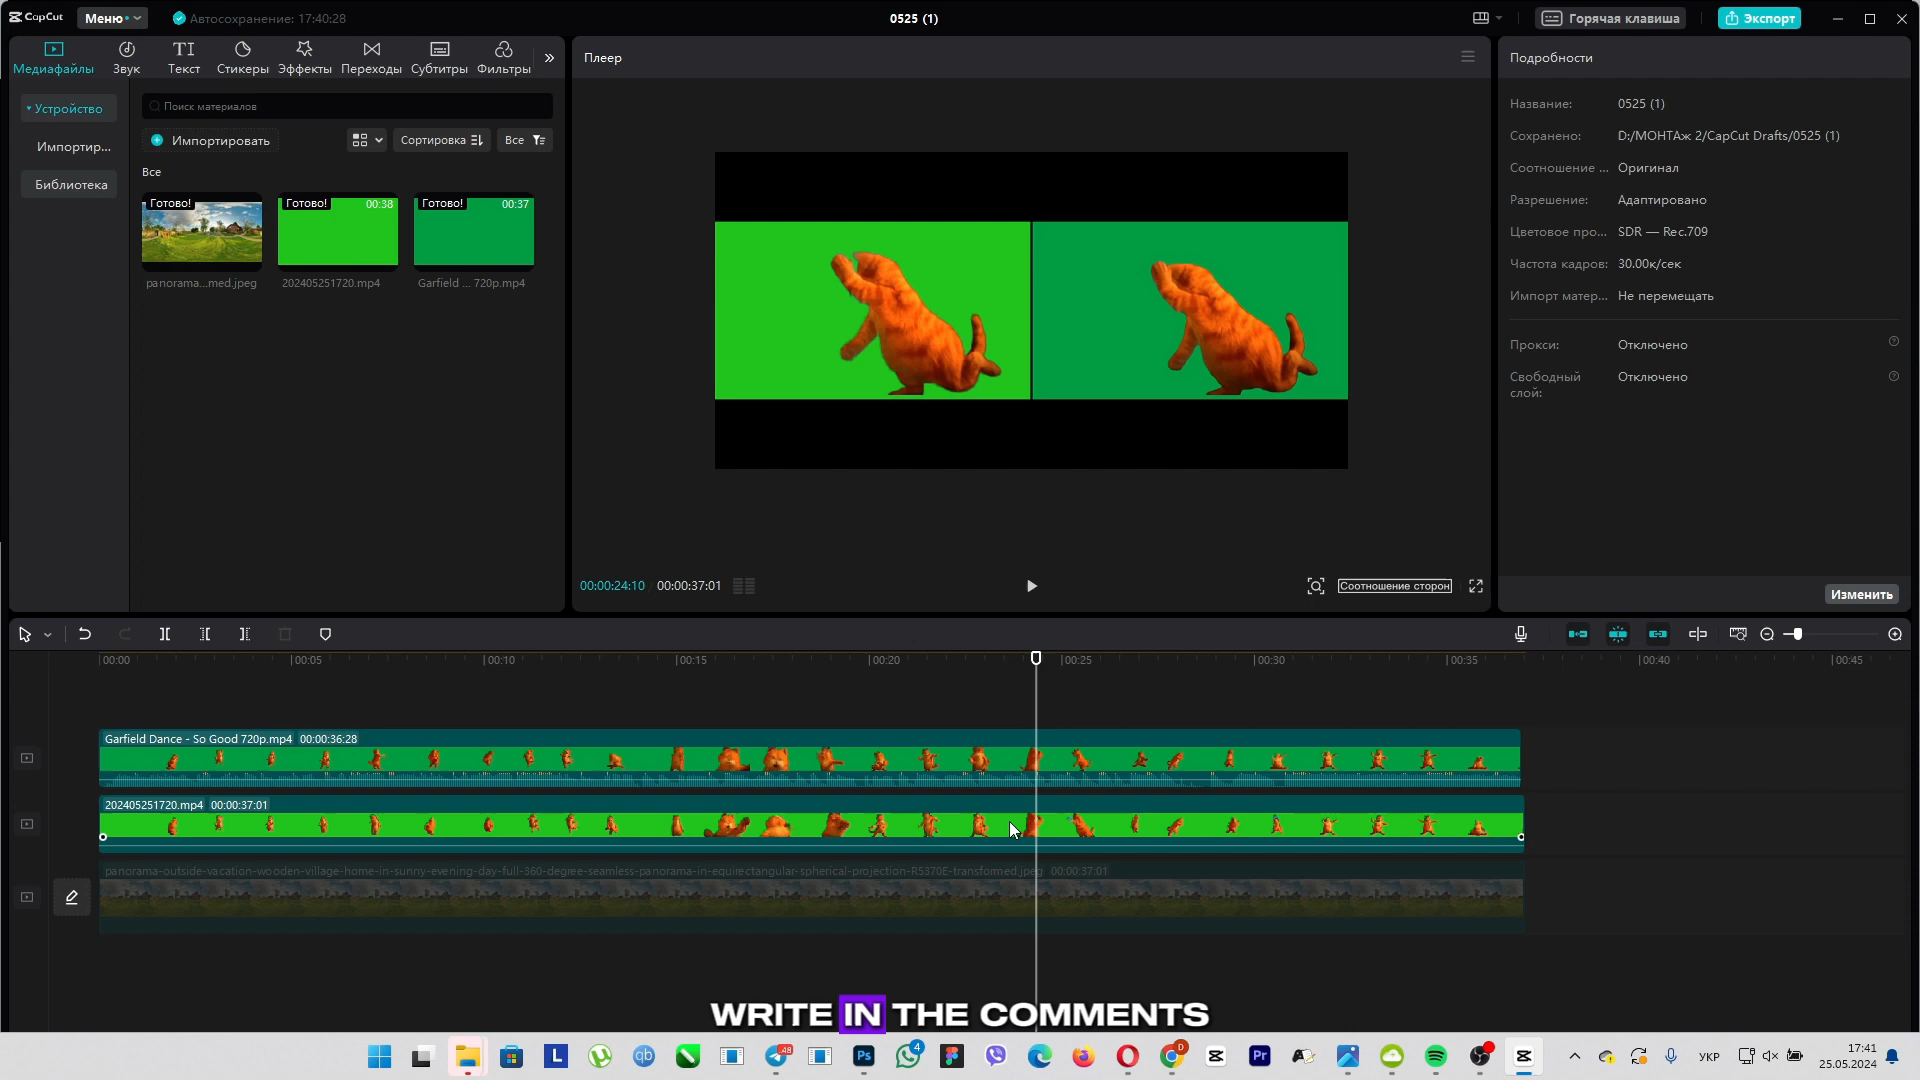 CapCut
Меню
Автосохранение: 17:40:28
0525 (1)
Горячая клавиша
Экспорт
Медиафайлы
Звук
Текст
Стикеры
Эффекты
Переходы
Субтитры
Фильтры
Плеер
Подробности
Устройство
Импортир...
Библиотека
Поиск материалов
Импортировать
Сортировка
Все
Все
Готово!
Готово!
00:38
Готово!
00:37
panorama...med.jpeg
202405251720.mp4
Garfield ... 720p.mp4
Название:
0525 (1)
Сохранено:
D:/МОНТАж 2/CapCut Drafts/0525 (1)
Соотношение ...
Оригинал
Разрешение:
Адаптировано
Цветовое про...
SDR — Rec.709
Частота кадров:
30.00к/сек
Импорт матер...
Не перемещать
Прокси:
Отключено
Свободный
слой:
Отключено
Изменить
00:00:24:10
00:00:37:01
Соотношение сторон
00:00
00:05
00:10
00:15
00:20
00:25
00:30
00:35
00:40
00:45
Garfield Dance - So Good 720p.mp4 00:00:36:28
202405251720.mp4 00:00:37:01
panorama-outside-vacation-wooden-village-home-in-sunny-evening-day-full-360-degree-seamless-panorama-in-equirectangular-spherical-projection-R5370E-transformed.jpeg 00:00:37:01
WRITE IN THE COMMENTS
L
qb
48
Ps
4
D
Pr
УКР
17:41
25.05.2024